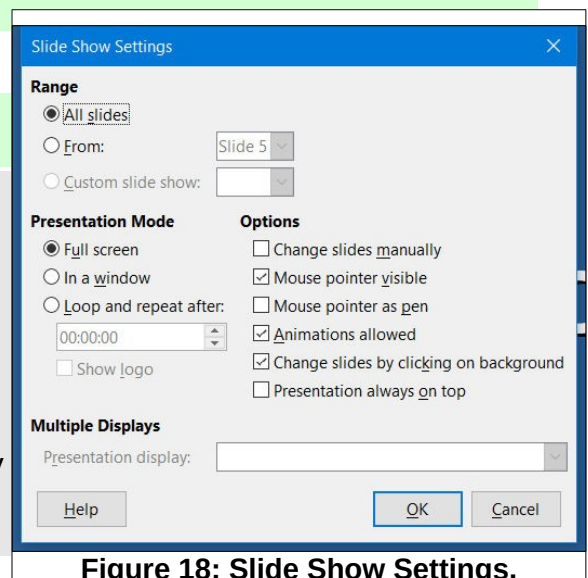 Slide Show Settings
Range
All slides
From: Slide 5
Custom slide show:
Presentation Mode
Full screen
In a window
Loop and repeat after:
00:00:00
Show logo
Options
Change slides manually
Mouse pointer visible
Mouse pointer as pen
Animations allowed
Change slides by clicking on background
Presentation always on top
Multiple Displays
Presentation display:
Help OK Cancel
Figure 18: Slide Show Settings.